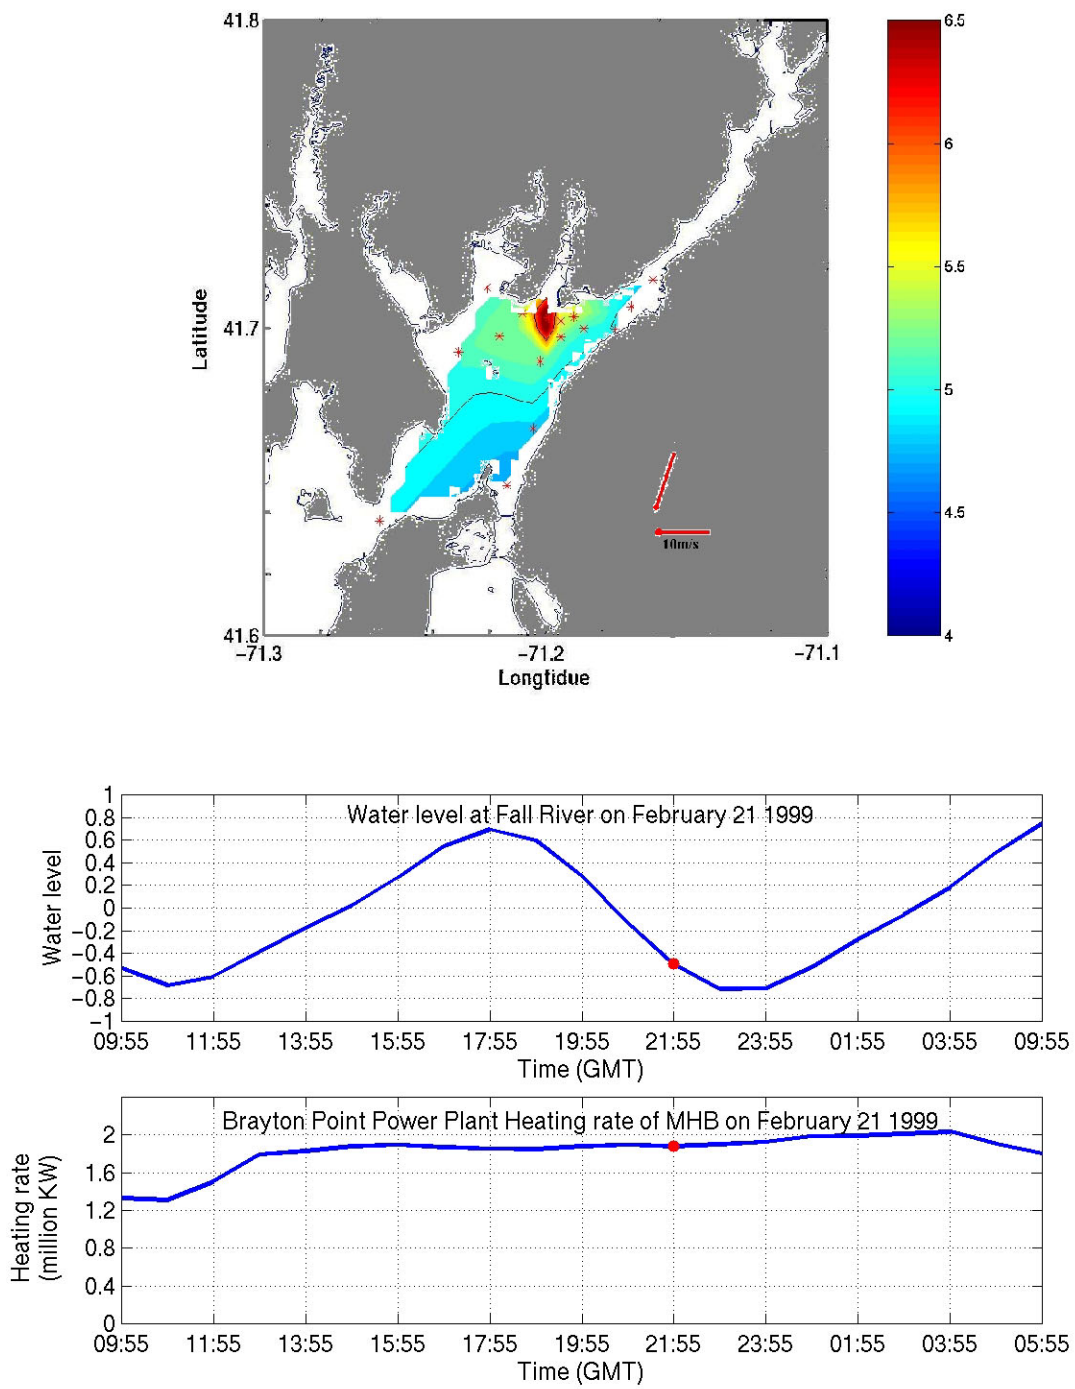 41.8
6.5
6
5.5
Latitude
41.7
5
4.5
10m/s
41.6
4
−71.3
−71.2
−71.1
Longtidue
Water level at Fall River on February 21 1999
1
0.8
0.6
0.4
0.2
0
−0.2
−0.4
−0.6
−0.8
−1
Water level
09:55 11:55 13:55 15:55 17:55 19:55 21:55 23:55 01:55 03:55 09:55
Time (GMT)
Brayton Point Power Plant Heating rate of MHB on February 21 1999
2
1.6
1.2
0.8
0.4
0
Heating rate
(million KW)
09:55 11:55 13:55 15:55 17:55 19:55 21:55 23:55 01:55 03:55 05:55
Time (GMT)